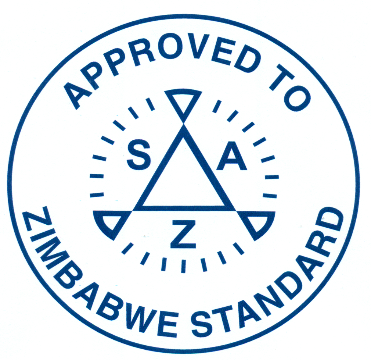 APPROVED TO
S A
Z
ZIMBABWE STANDARD